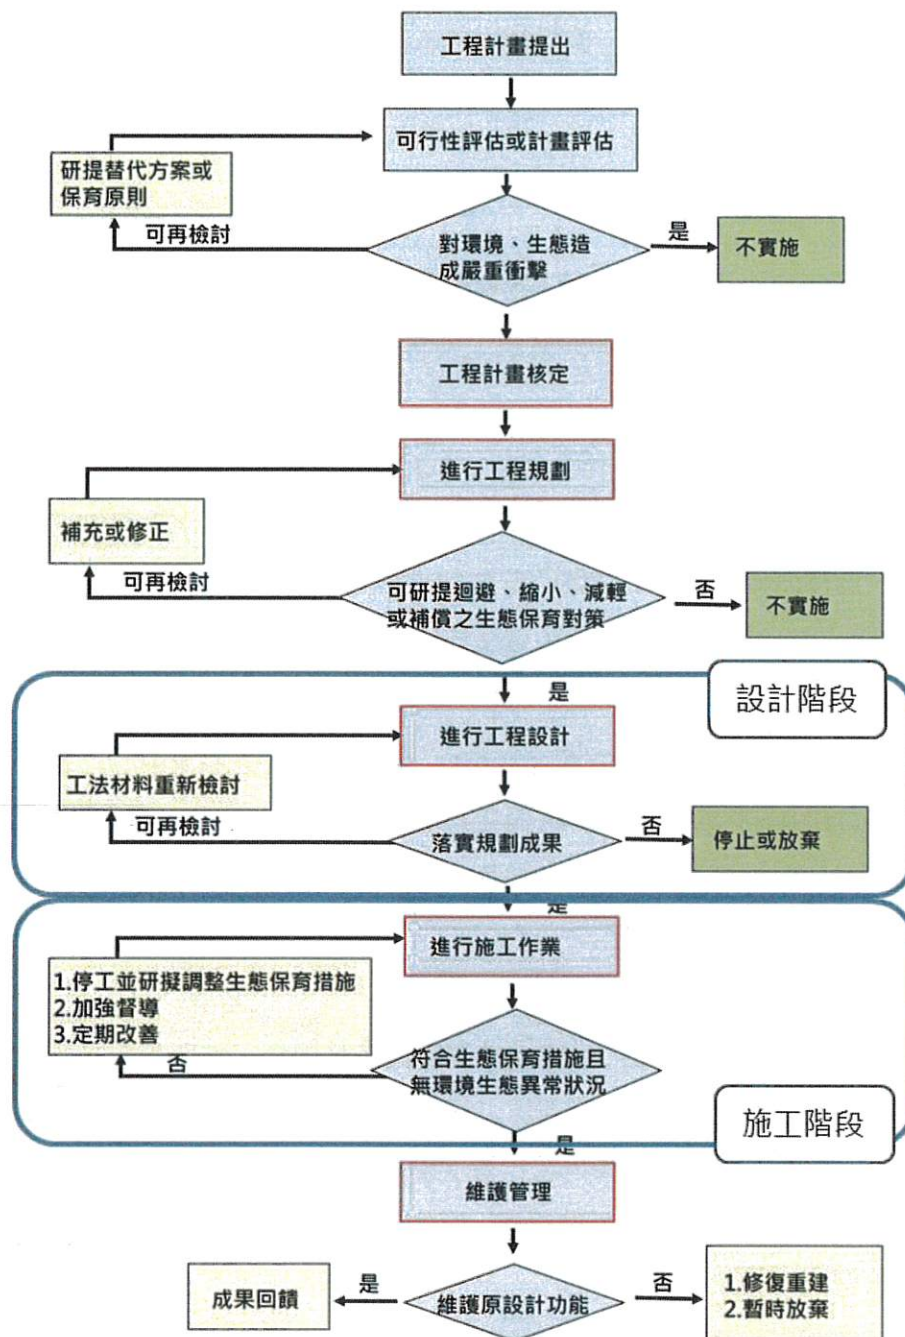 工程計畫提出
可行性評估或計畫評估
研提替代方案或
保育原則
可再檢討
對環境、生態造
成嚴重衝擊
是
不實施
工程計畫核定
進行工程規劃
補充或修正
可再檢討
可研提迴避、縮小、減輕
或補償之生態保育對策
否
不實施
是
設計階段
進行工程設計
工法材料重新檢討
可再檢討
落實規劃成果
否
停止或放棄
是
進行施工作業
1.停工並研擬調整生態保育措施
2.加強督導
3.定期改善
否
符合生態保育措施且
無環境生態異常狀況
施工階段
是
維護管理
成果回饋
是
維護原設計功能
否
1.修復重建
2.暫時放棄